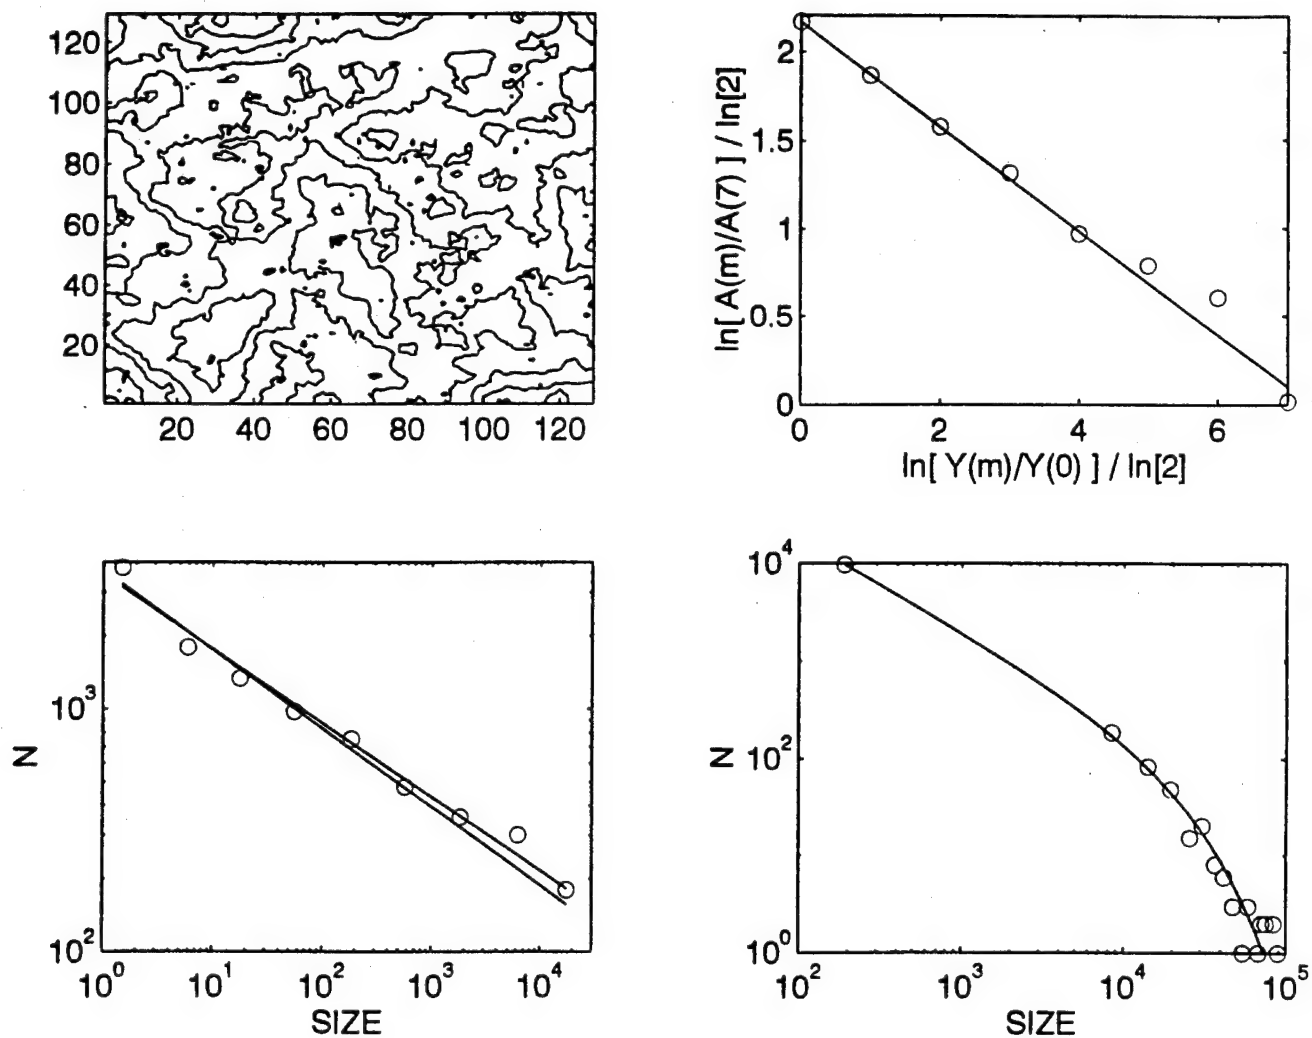 120
100
80
60
40
20
20 40 60 80 100 120
ln[ A(m)/A(7) ] / ln[2]
2
1.5
1
0.5
0
0 2 4 6
ln[ Y(m)/Y(0) ] / ln[2]
N
10^3
10^2
10^0 10^1 10^2 10^3 10^4
SIZE
N
10^4
10^2
10^0
10^2 10^3 10^4 10^5
SIZE